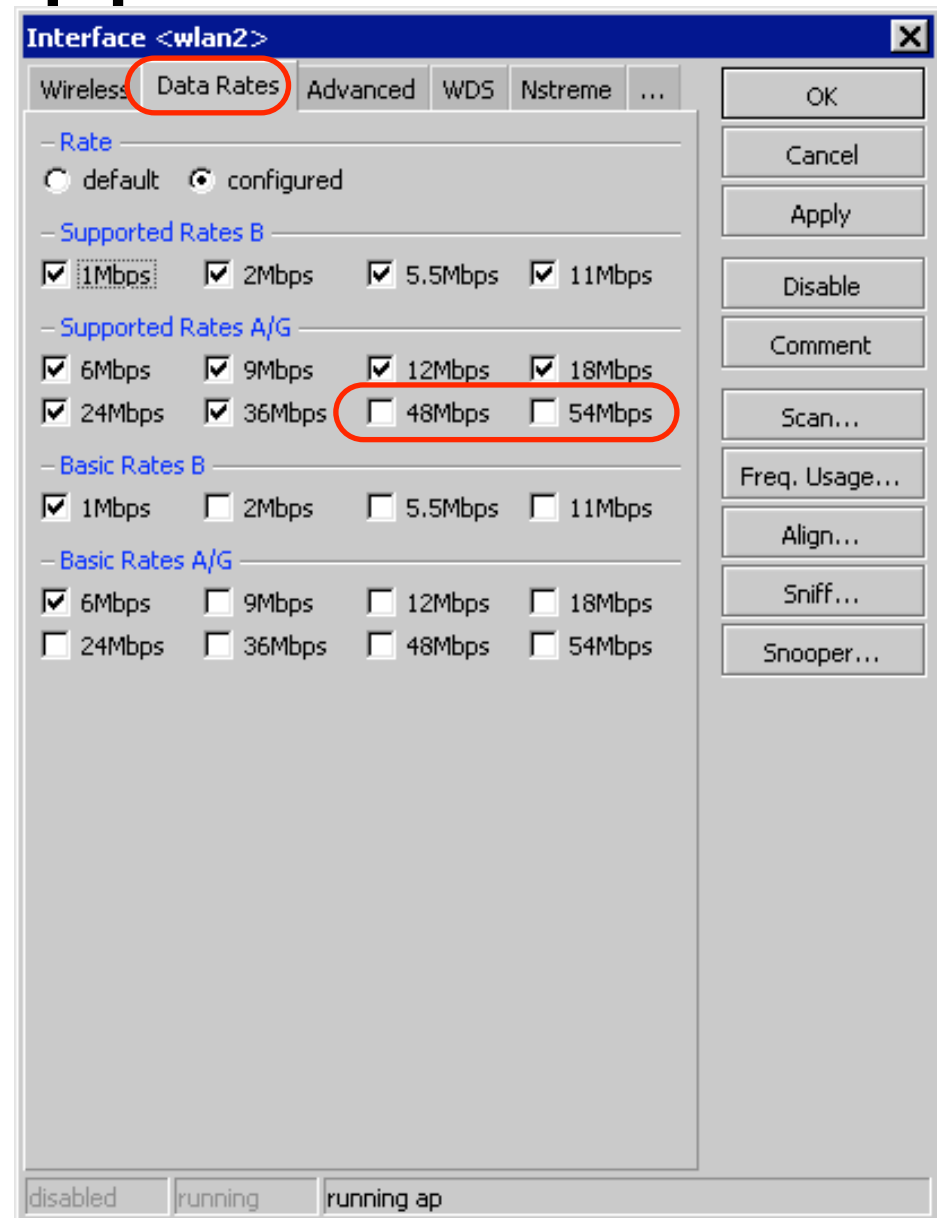 Interface <wlan2>
Wireless Data Rates Advanced WDS Nstreme ...
Rate
default configured
Supported Rates B
1Mbps 2Mbps 5.5Mbps 11Mbps
Supported Rates A/G
6Mbps 9Mbps 12Mbps 18Mbps
24Mbps 36Mbps 48Mbps 54Mbps
Basic Rates B
1Mbps 2Mbps 5.5Mbps 11Mbps
Basic Rates A/G
6Mbps 9Mbps 12Mbps 18Mbps
24Mbps 36Mbps 48Mbps 54Mbps
OK
Cancel
Apply
Disable
Comment
Scan...
Freq. Usage...
Align...
Sniff...
Snooper...
disabled running running ap